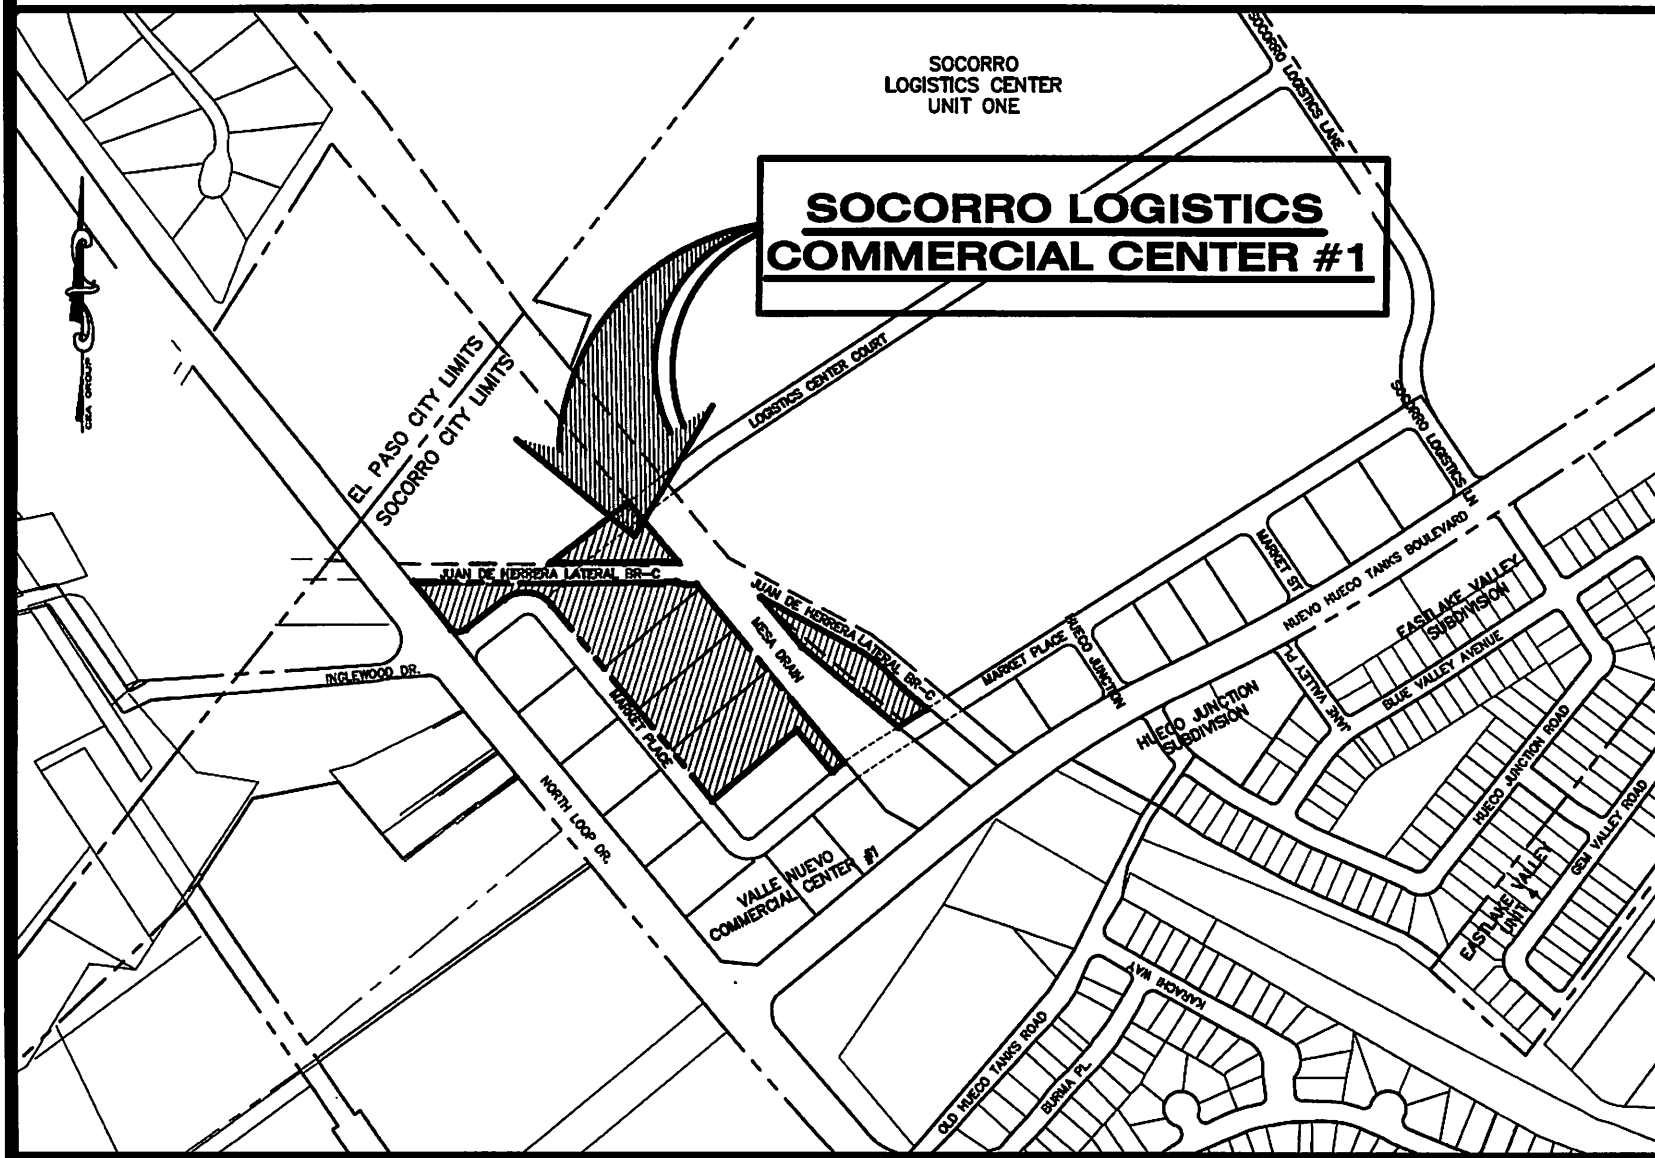 SOCORRO
LOGISTICS CENTER
UNIT ONE
SOCORRO LOGISTICS LANE
SOCORRO LOGISTICS
COMMERCIAL CENTER #1
CEA GROUP
EL PASO CITY LIMITS
SOCORRO CITY LIMITS
LOGISTICS CENTER COURT
SOCORRO LOGISTICS LN
JUAN DE HERRERA LATERAL BR-C
JUAN DE HERRERA LATERAL BR-C
MESA DRAIN
MARKET PLACE
HUECO JUNCTION
MARKET ST
NUEVO HUECO TANKS BOULEVARD
EASTLAKE VALLEY
SUBDIVISION
BLUE VALLEY AVENUE
JANE VALLEY PL
HUECO JUNCTION
SUBDIVISION
INGLEWOOD DR.
MARKET PLACE
NORTH LOOP DR.
HUECO JUNCTION ROAD
GEM VALLEY ROAD
VALLE NUEVO
COMMERCIAL CENTER #1
EASTLAKE VALLEY
UNIT 4
KARACHI WAY
OLD HUECO TANKS ROAD
BURMA PL.